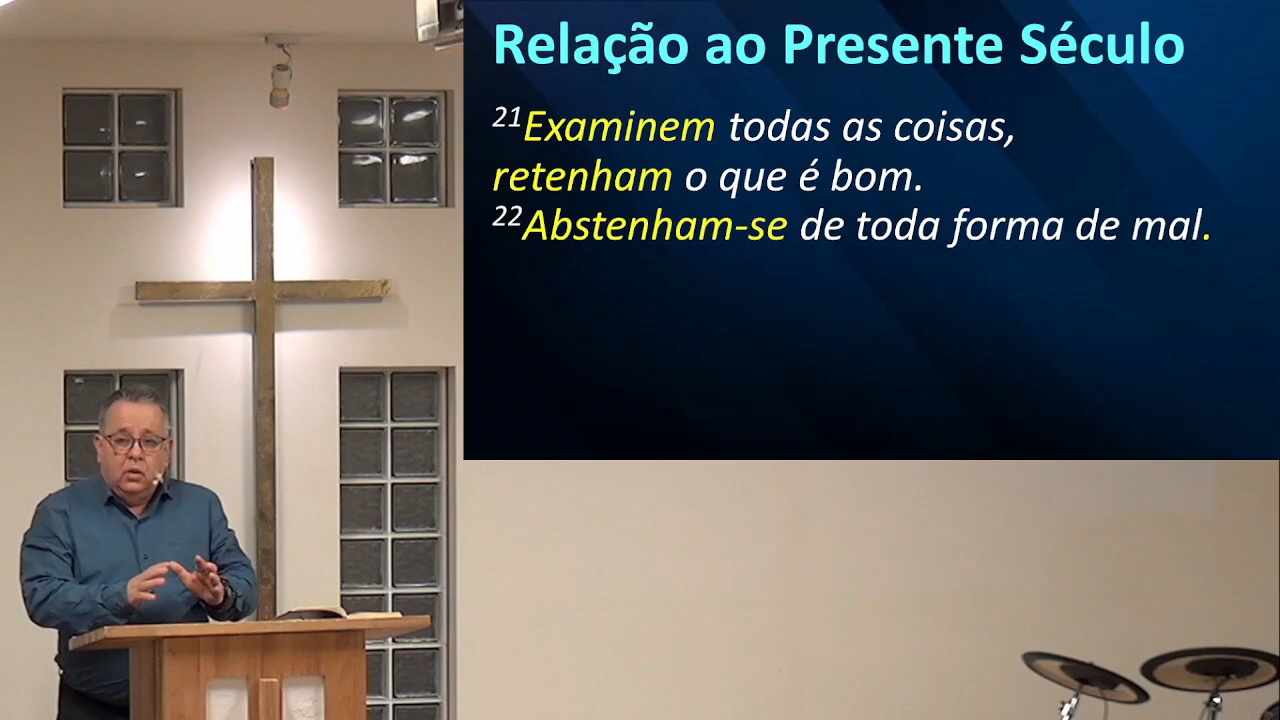 Relação ao Presente Século
21Examinem todas as coisas,
retenham o que é bom.
22Abstenham-se de toda forma de mal.